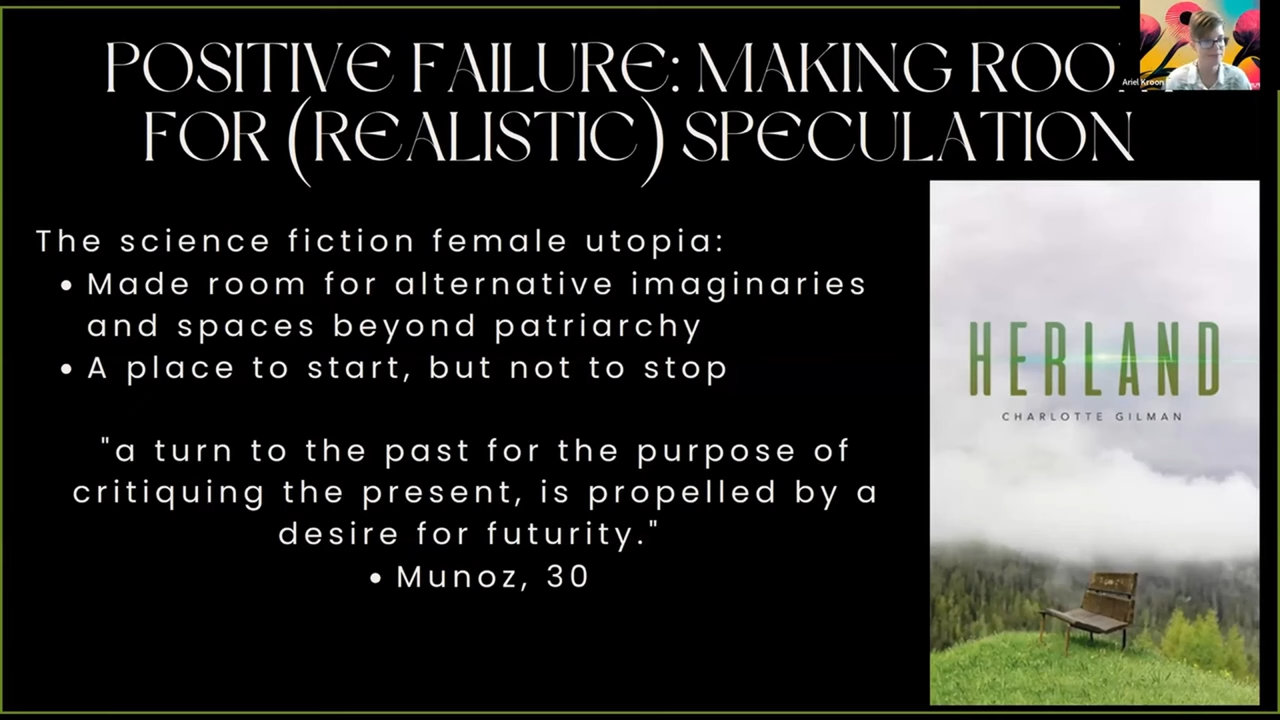 POSITIVE FAILURE: MAKING ROO
FOR (REALISTIC) SPECULATION
Ariel Kroon
The science fiction female utopia:
• Made room for alternative imaginaries
and spaces beyond patriarchy
• A place to start, but not to stop
"a turn to the past for the purpose of
critiquing the present, is propelled by a
desire for futurity."
• Munoz, 30
HERLAND
CHARLOTTE GILMAN